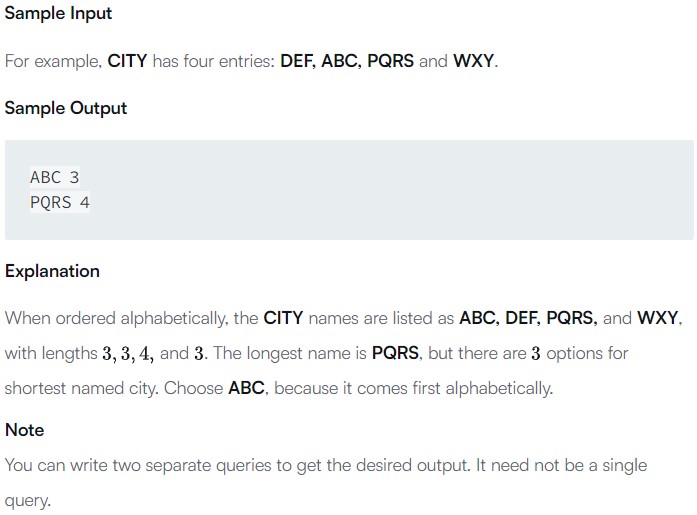 Sample Input
For example, CITY has four entries: DEF, ABC, PQRS and WXY.
Sample Output
ABC 3
PQRS 4
Explanation
When ordered alphabetically, the CITY names are listed as ABC, DEF, PQRS, and WXY,
with lengths 3, 3, 4, and 3. The longest name is PQRS, but there are 3 options for
shortest named city. Choose ABC, because it comes first alphabetically.
Note
You can write two separate queries to get the desired output. It need not be a single
query.